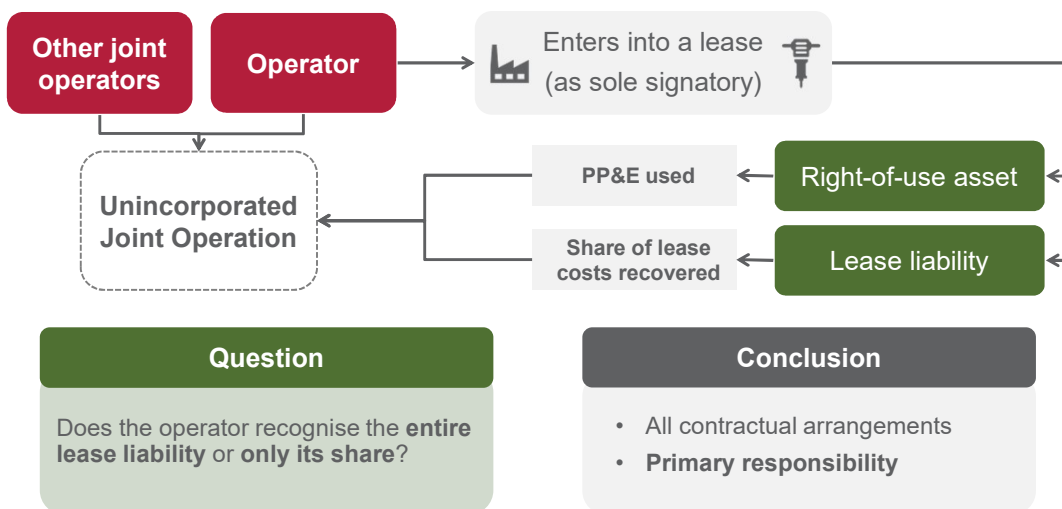 Other joint
operators
Operator
Enters into a lease
(as sole signatory)
Unincorporated
Joint Operation
PP&E used
Right-of-use asset
Share of lease
costs recovered
Lease liability
Question
Does the operator recognise the entire
lease liability or only its share?
Conclusion
• All contractual arrangements
• Primary responsibility